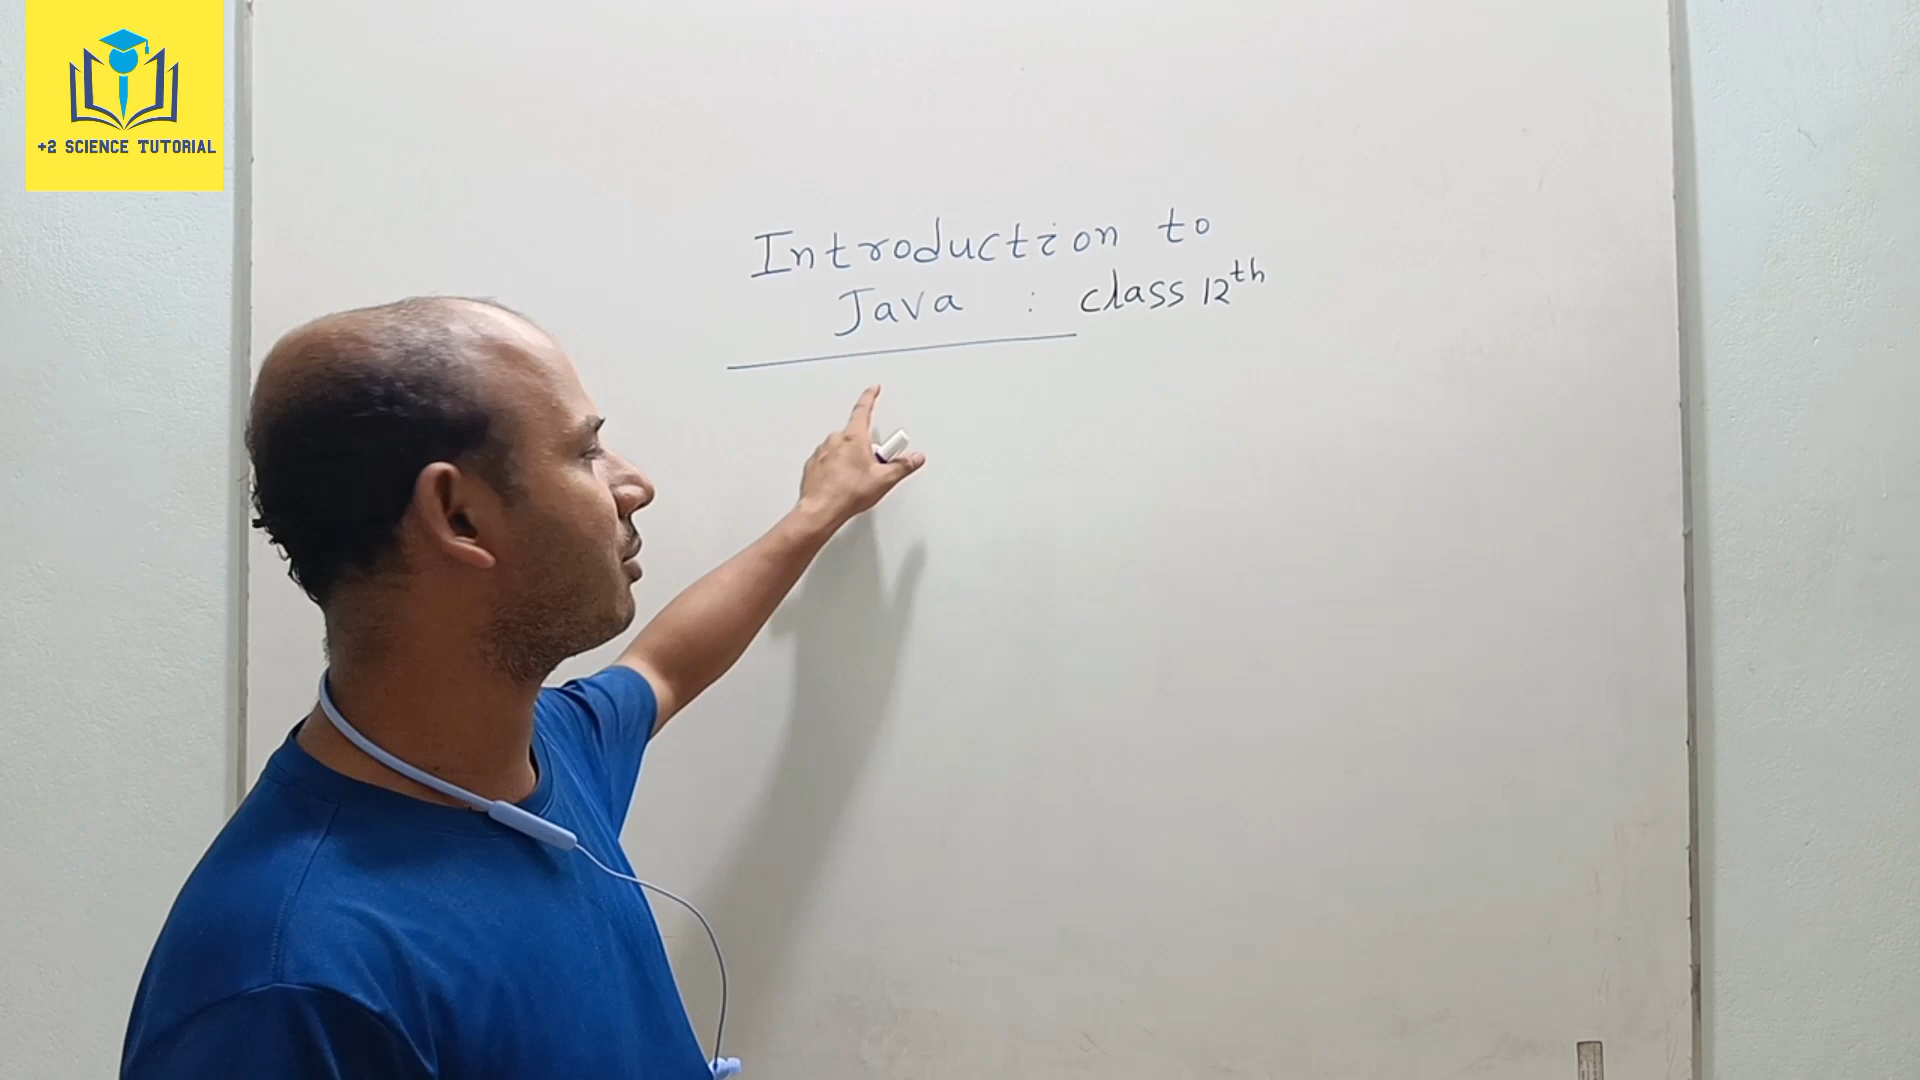 +2 SCIENCE TUTORIAL
Introduction to
Java : class 12th